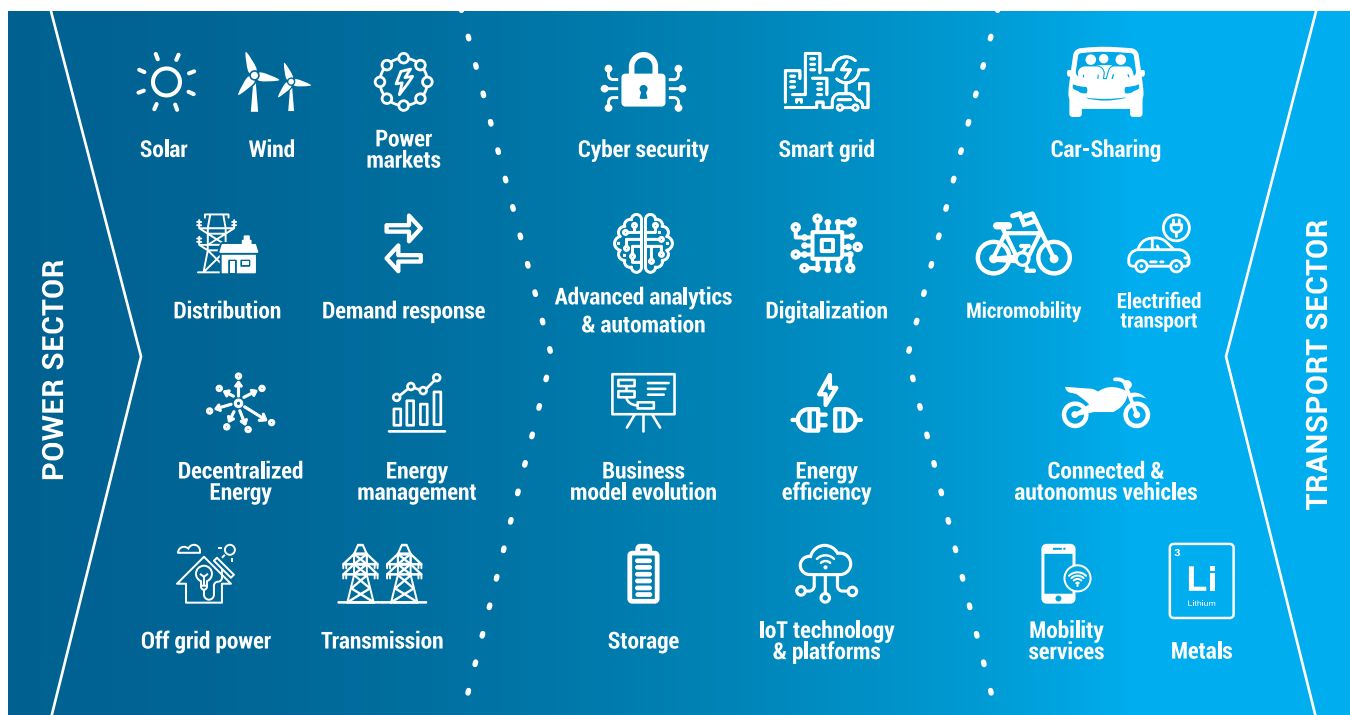 POWER SECTOR
Solar
Wind
Power
markets
Cyber security
Smart grid
Car-Sharing
Distribution
Demand response
Advanced analytics
& automation
Digitalization
Micromobility
Electrified
transport
Decentralized
Energy
Energy
management
Business
model evolution
Energy
efficiency
Connected &
autonomus vehicles
Off grid power
Transmission
Storage
IoT technology
& platforms
Mobility
services
3
Li
Lithium
Metals
TRANSPORT SECTOR